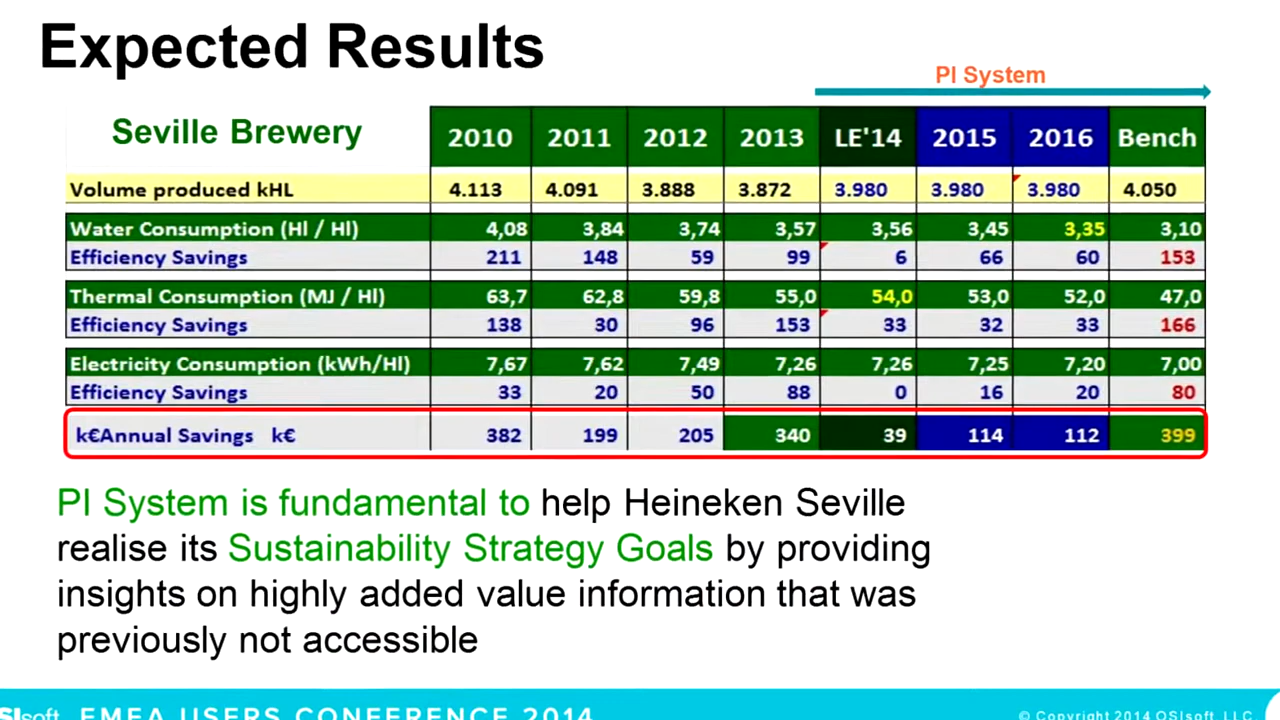 Expected Results
PI System
Seville Brewery 2010 2011 2012 2013 LE'14 2015 2016 Bench
Volume produced kHL 4.113 4.091 3.888 3.872 3.980 3.980 3.980 4.050
Water Consumption (Hl / Hl) 4,08 3,84 3,74 3,57 3,56 3,45 3,35 3,10
Efficiency Savings 211 148 59 99 6 66 60 153
Thermal Consumption (MJ / Hl) 63,7 62,8 59,8 55,0 54,0 53,0 52,0 47,0
Efficiency Savings 138 30 96 153 33 32 33 166
Electricity Consumption (kWh/Hl) 7,67 7,62 7,49 7,26 7,26 7,25 7,20 7,00
Efficiency Savings 33 20 50 88 0 16 20 80
k€Annual Savings k€ 382 199 205 340 39 114 112 399
PI System is fundamental to help Heineken Seville
realise its Sustainability Strategy Goals by providing
insights on highly added value information that was
previously not accessible
SIsoft. EMEA USERS CONFERENCE 2014
© Copyright 2014 OSIsoft, LLC.